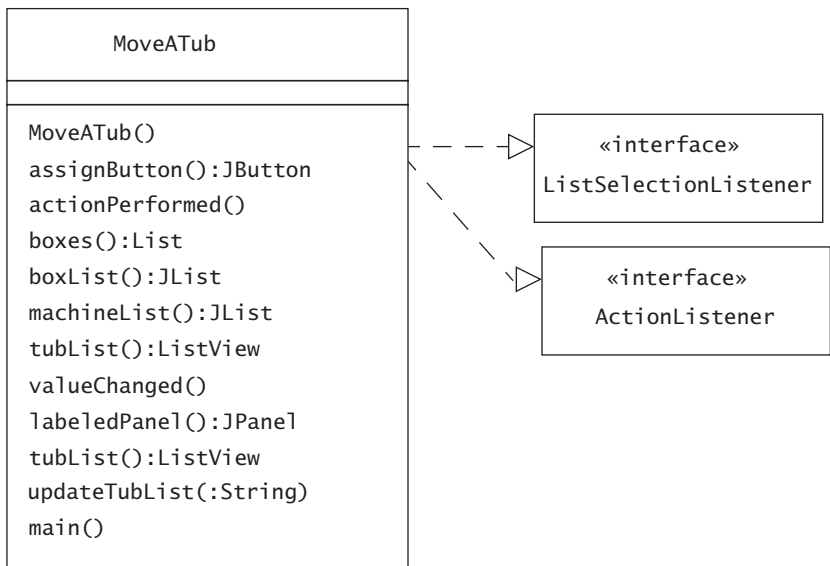 MoveATub
MoveATub()
assignButton():JButton
actionPerformed()
boxes():List
boxList():JList
machineList():JList
tubList():ListView
valueChanged()
labeledPanel():JPanel
tubList():ListView
updateTubList(:String)
main()
«interface»
ListSelectionListener
«interface»
ActionListener